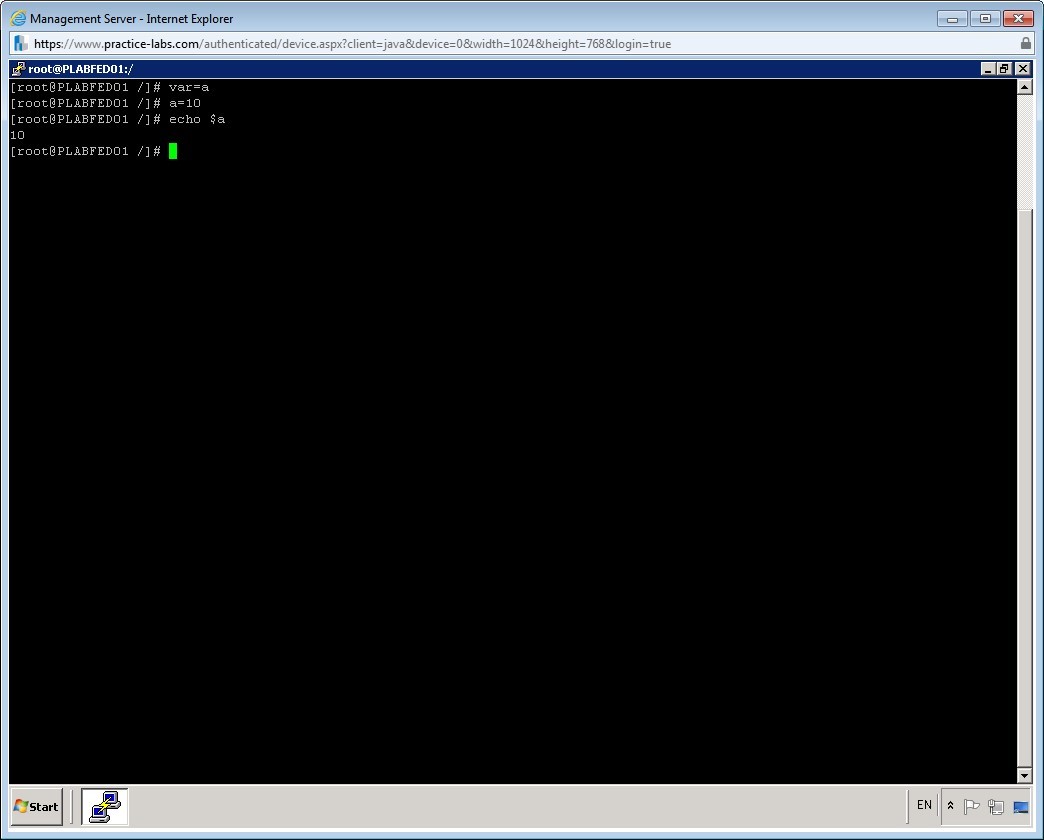 Management Server - Internet Explorer
https://www.practice-labs.com/authenticated/device.aspx?client=java&device=0&width=1024&height=768&login=true
root@PLABFED01:/
[root@PLABFED01 /]# var=a
[root@PLABFED01 /]# a=10
[root@PLABFED01 /]# echo $a
10
[root@PLABFED01 /]#
Start
EN